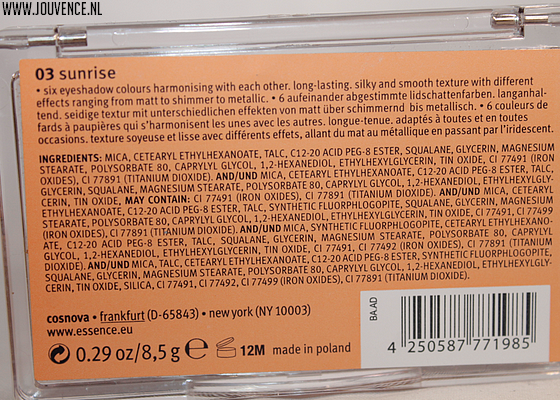 WWW.JOUVENCE.NL
03 sunrise
• six eyeshadow colours harmonising with each other. long-lasting. silky and smooth texture with different
effects ranging from matt to shimmer to metallic. • 6 aufeinander abgestimmte lidschattenfarben. langanhal-
tend. seidige textur mit unterschiedlichen effekten von matt über schimmernd bis metallisch. • 6 couleurs de
fards à paupières qui s'harmonisent les unes avec les autres. longue-tenue. adaptés à toutes et en toutes
occasions. texture soyeuse et lisse avec différents effets, allant du mat au métallique en passant par l'iridescent.
INGREDIENTS: MICA, CETEARYL ETHYLHEXANOATE, TALC, C12-20 ACID PEG-8 ESTER, SQUALANE, GLYCERIN, MAGNESIUM
STEARATE, POLYSORBATE 80, CAPRYLYL GLYCOL, 1,2-HEXANEDIOL, ETHYLHEXYLGLYCERIN, TIN OXIDE, CI 77491 (IRON
OXIDES), CI 77891 (TITANIUM DIOXIDE). AND/UND MICA, CETEARYL ETHYLHEXANOATE, C12-20 ACID PEG-8 ESTER, TALC,
GLYCERIN, SQUALANE, MAGNESIUM STEARATE, POLYSORBATE 80, CAPRYLYL GLYCOL, 1,2-HEXANEDIOL, ETHYLHEXYLGLY-
CERIN, TIN OXIDE, MAY CONTAIN: CI 77491 (IRON OXIDES), CI 77891 (TITANIUM DIOXIDE). AND/UND MICA, CETEARYL
ETHYLHEXANOATE, C12-20 ACID PEG-8 ESTER, TALC, SYNTHETIC FLUORPHLOGOPITE, SQUALANE, GLYCERIN, MAGNESIUM
STEARATE, POLYSORBATE 80, CAPRYLYL GLYCOL, 1,2-HEXANEDIOL, ETHYLHEXYLGLYCERIN, TIN OXIDE, CI 77491, CI 77499
(IRON OXIDES), CI 77891 (TITANIUM DIOXIDE). AND/UND MICA, SYNTHETIC FLUORPHLOGOPITE, CETEARYL ETHYLHEXANOATE,
C12-20 ACID PEG-8 ESTER, TALC, SQUALANE, GLYCERIN, MAGNESIUM STEARATE, POLYSORBATE 80, CAPRYLYL
GLYCOL, 1,2-HEXANEDIOL, ETHYLHEXYLGLYCERIN, TIN OXIDE, CI 77491, CI 77492 (IRON OXIDES), CI 77891 (TITANIUM
DIOXIDE). AND/UND MICA, TALC, CETEARYL ETHYLHEXANOATE, C12-20 ACID PEG-8 ESTER, SYNTHETIC FLUORPHLOGOPITE,
SQUALANE, GLYCERIN, MAGNESIUM STEARATE, POLYSORBATE 80, CAPRYLYL GLYCOL, 1,2-HEXANEDIOL, ETHYLHEXYLGLY-
CERIN, TIN OXIDE, SILICA, CI 77491, CI 77492, CI 77499 (IRON OXIDES), CI 77891 (TITANIUM DIOXIDE).
cosnova • frankfurt (D-65843) • new york (NY 10003)
www.essence.eu
0.29 oz/8,5 g e 12M made in poland
BA.AD
4 250587 771985